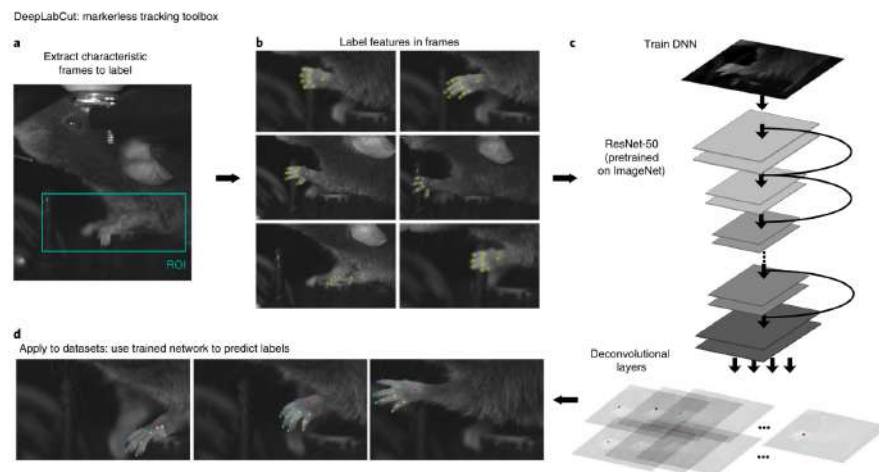 DeepLabCut: markerless tracking toolbox
a
Extract characteristic
frames to label
ROI
b
Label features in frames
c
Train DNN
ResNet-50
(pretrained
on ImageNet)
Deconvolutional
layers
...
...
d
Apply to datasets: use trained network to predict labels